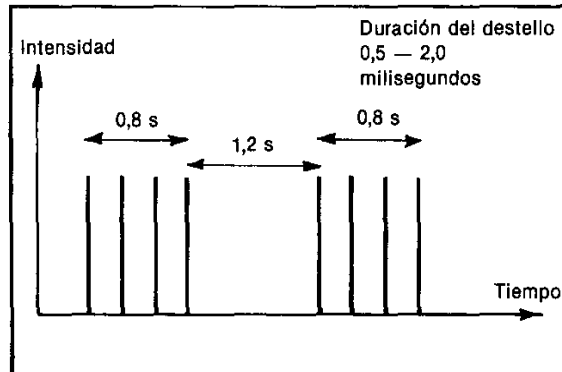 Duración del destello
0,5 — 2,0
milisegundos
Intensidad
0,8 s
0,8 s
1,2 s
Tiempo